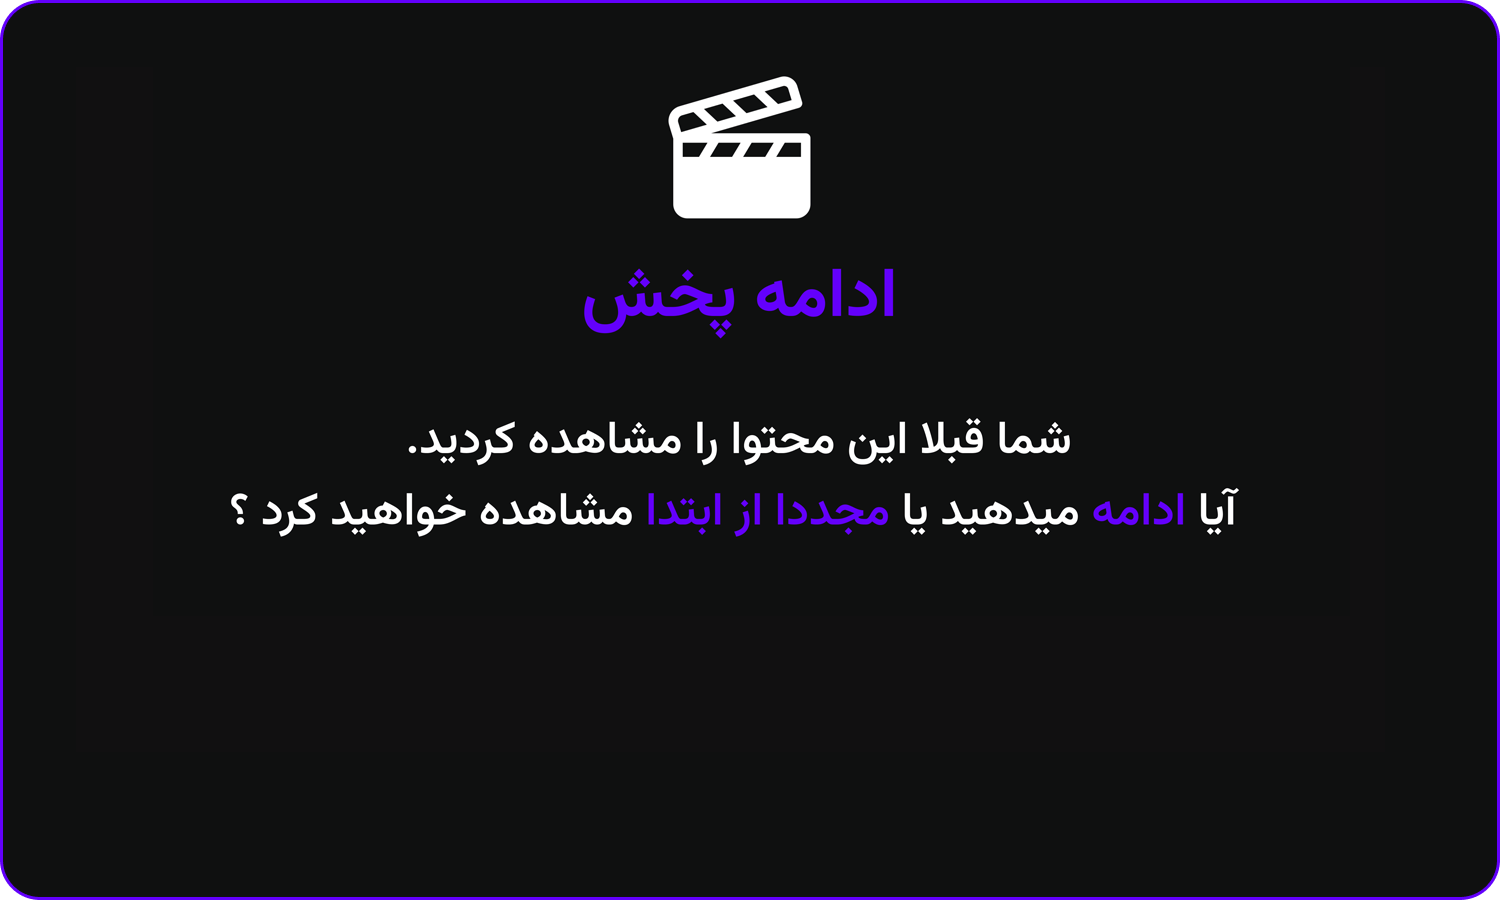 ادامه پخش
شما قبلا این محتوا را مشاهده کردید.
آیا ادامه میدهید یا مجددا از ابتدا مشاهده خواهید کرد ؟